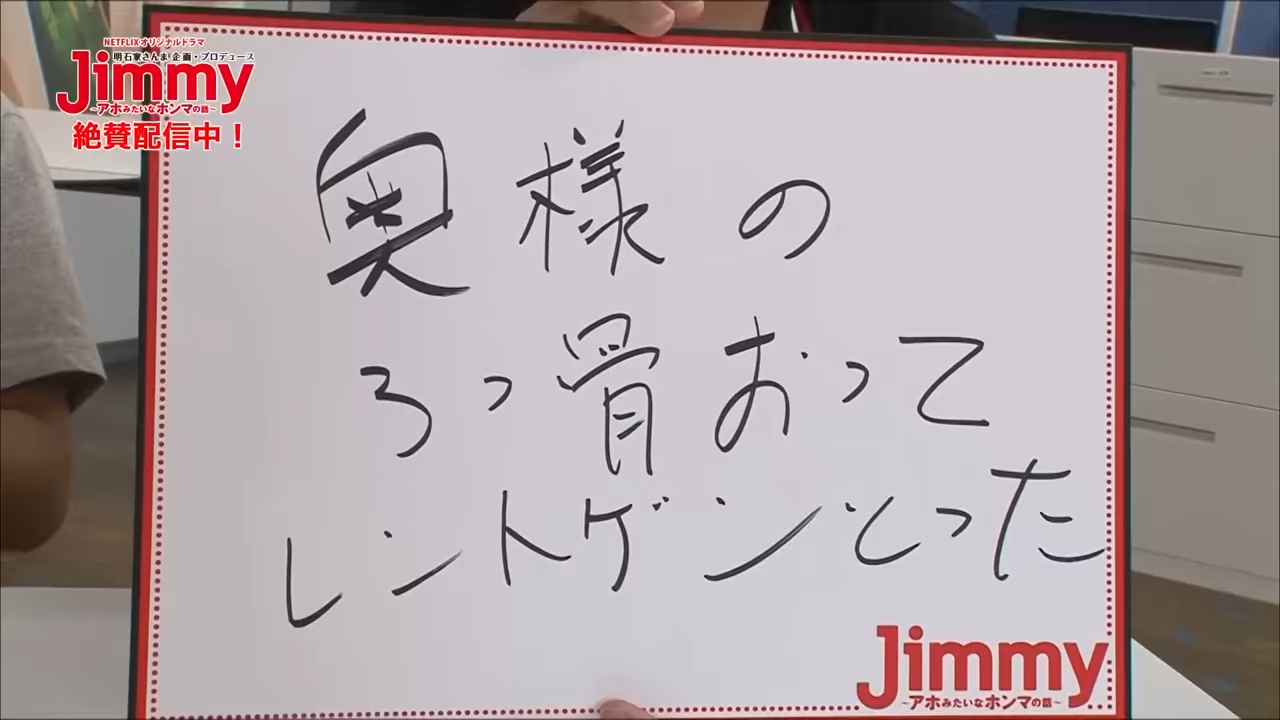 NETFLIXオリジナルドラマ
明石家さんま 企画・プロデュース
Jimmy
~アホみたいなホンマの話~
絶賛配信中！
奥様の
ろっ骨おって
レントゲンとった
Jimmy
~アホみたいなホンマの話~